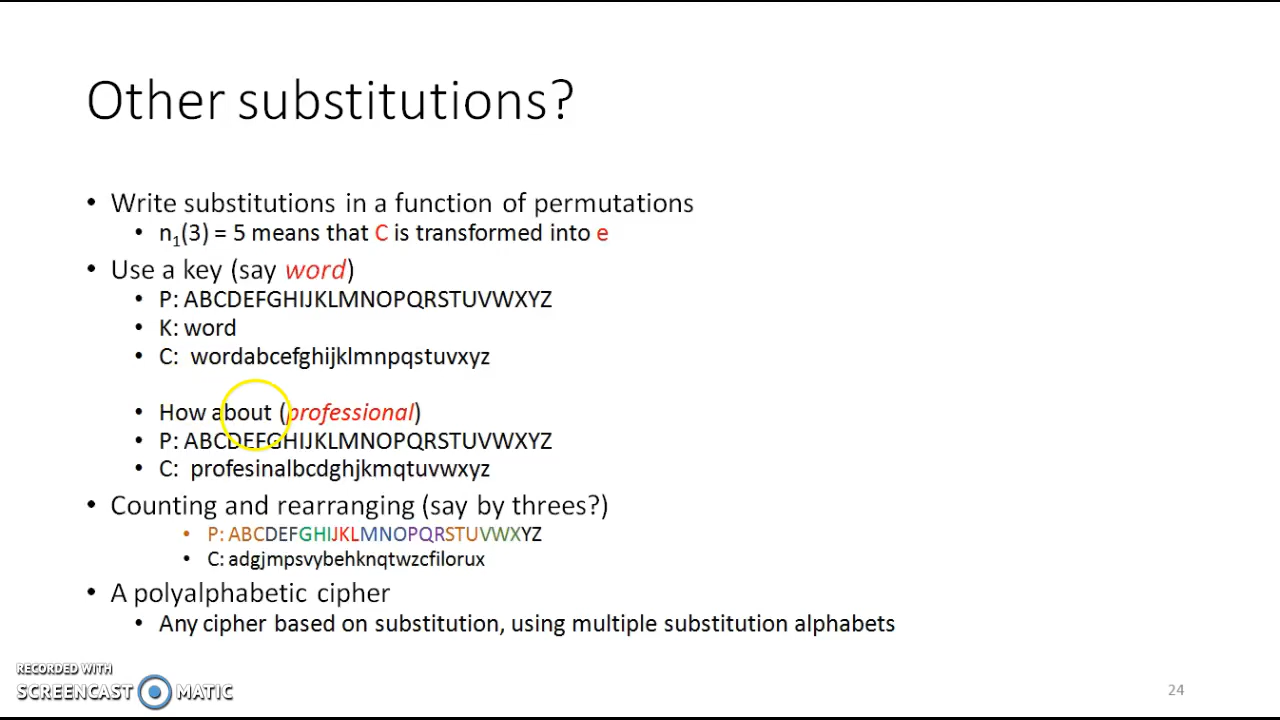 Other substitutions?
• Write substitutions in a function of permutations
• n1(3) = 5 means that C is transformed into e
• Use a key (say word)
• P: ABCDEFGHIJKLMNOPQRSTUVWXYZ
• K: word
• C: wordabcefghijklmnpqstuvxyz
• How about (professional)
• P: ABCDEFGHIJKLMNOPQRSTUVWXYZ
• C: profesinalbcdghjkmqtuvwxyz
• Counting and rearranging (say by threes?)
• P: ABCDEFGHIJKLMNOPQRSTUVWXYZ
• C: adgjmpsvybehknqtwzcfilorux
• A polyalphabetic cipher
• Any cipher based on substitution, using multiple substitution alphabets
RECORDED WITH
SCREENCAST MATIC
24